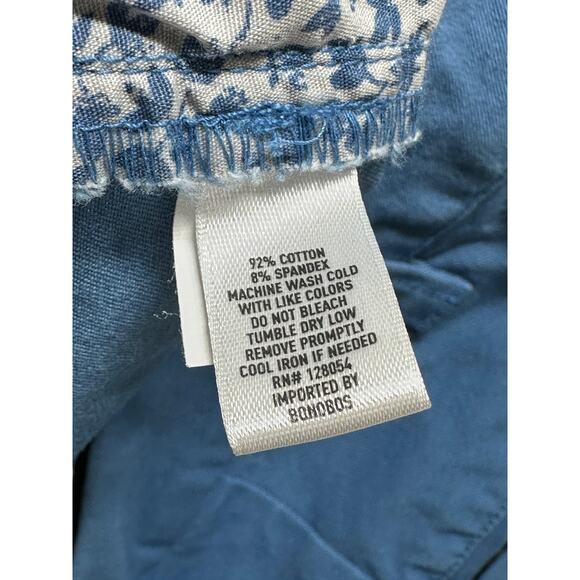 92% COTTON
8% SPANDEX
MACHINE WASH COLD
WITH LIKE COLORS
DO NOT BLEACH
TUMBLE DRY LOW
REMOVE PROMPTLY
COOL IRON IF NEEDED
RN# 128054
IMPORTED BY
BONOBOS